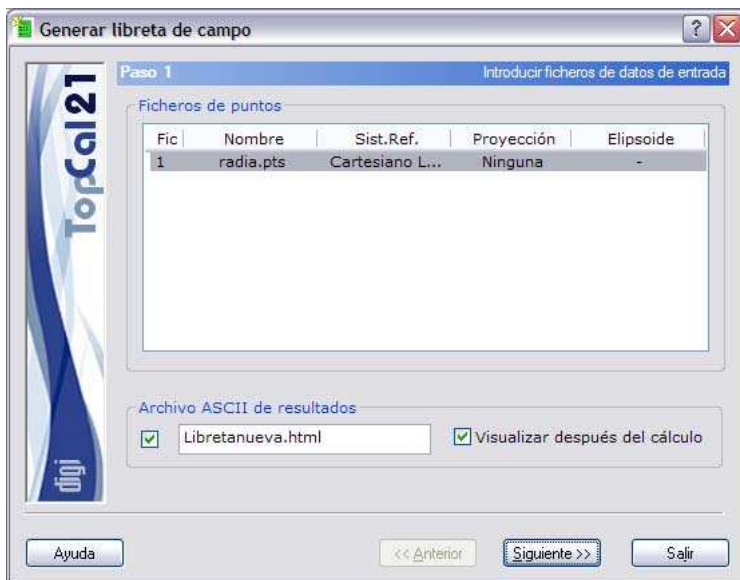 Generar libreta de campo
TopCal21
digi
Paso 1
Introducir ficheros de datos de entrada
Ficheros de puntos
Fic Nombre Sist.Ref. Proyección Elipsoide
1 radia.pts Cartesiano L... Ninguna -
Archivo ASCII de resultados
Libretanueva.html
Visualizar después del cálculo
Ayuda
<< Anterior
Siguiente >>
Salir